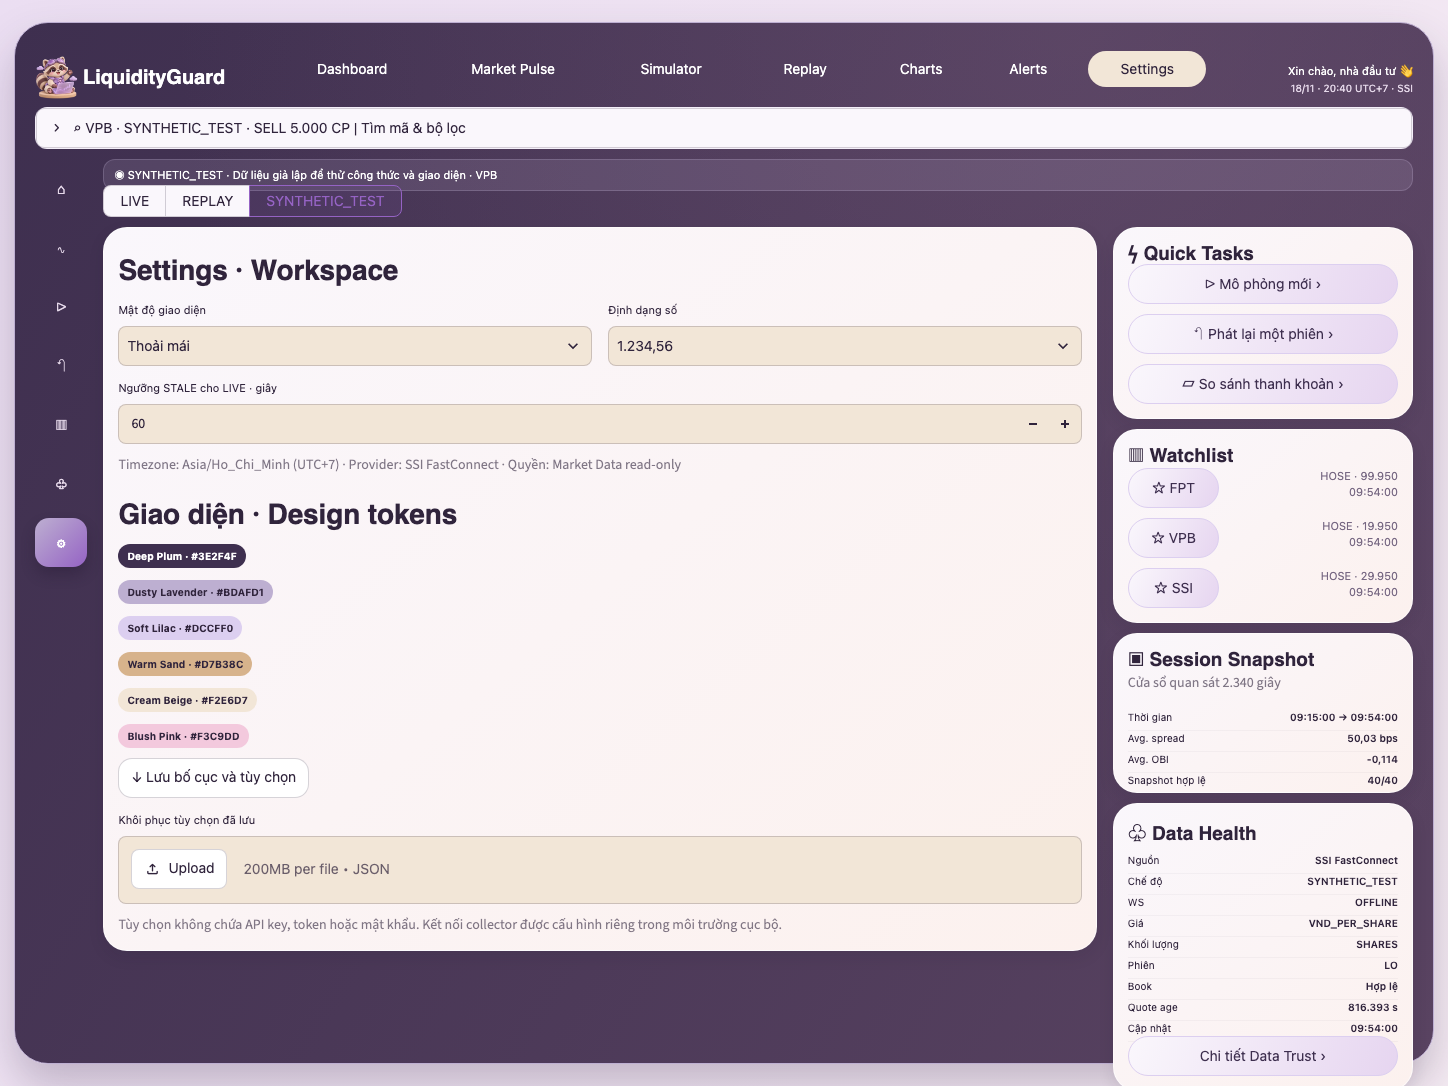 LiquidityGuard
Dashboard
Market Pulse
Simulator
Replay
Charts
Alerts
Settings
Xin chào, nhà đầu tư 👋
18/11 · 20:40 UTC+7 · SSI
› ⌕ VPB · SYNTHETIC_TEST · SELL 5.000 CP | Tìm mã & bộ lọc
◉ SYNTHETIC_TEST · Dữ liệu giả lập để thử công thức và giao diện · VPB
LIVE
REPLAY
SYNTHETIC_TEST
Settings · Workspace
Mật độ giao diện
Định dạng số
Thoải mái
1.234,56
Ngưỡng STALE cho LIVE · giây
60
Timezone: Asia/Ho_Chi_Minh (UTC+7) · Provider: SSI FastConnect · Quyền: Market Data read-only
Giao diện · Design tokens
Deep Plum · #3E2F4F
Dusty Lavender · #BDAFD1
Soft Lilac · #DCCFF0
Warm Sand · #D7B38C
Cream Beige · #F2E6D7
Blush Pink · #F3C9DD
↓ Lưu bố cục và tùy chọn
Khôi phục tùy chọn đã lưu
Upload
200MB per file • JSON
Tùy chọn không chứa API key, token hoặc mật khẩu. Kết nối collector được cấu hình riêng trong môi trường cục bộ.
ϟ Quick Tasks
▷ Mô phỏng mới ›
Phát lại một phiên ›
▱ So sánh thanh khoản ›
▥ Watchlist
☆ FPT
HOSE · 99.950
09:54:00
☆ VPB
HOSE · 19.950
09:54:00
☆ SSI
HOSE · 29.950
09:54:00
▣ Session Snapshot
Cửa sổ quan sát 2.340 giây
Thời gian 09:15:00 → 09:54:00
Avg. spread 50,03 bps
Avg. OBI -0,114
Snapshot hợp lệ 40/40
♧ Data Health
Nguồn SSI FastConnect
Chế độ SYNTHETIC_TEST
WS OFFLINE
Giá VND_PER_SHARE
Khối lượng SHARES
Phiên LO
Book Hợp lệ
Quote age 816.393 s
Cập nhật 09:54:00
Chi tiết Data Trust ›